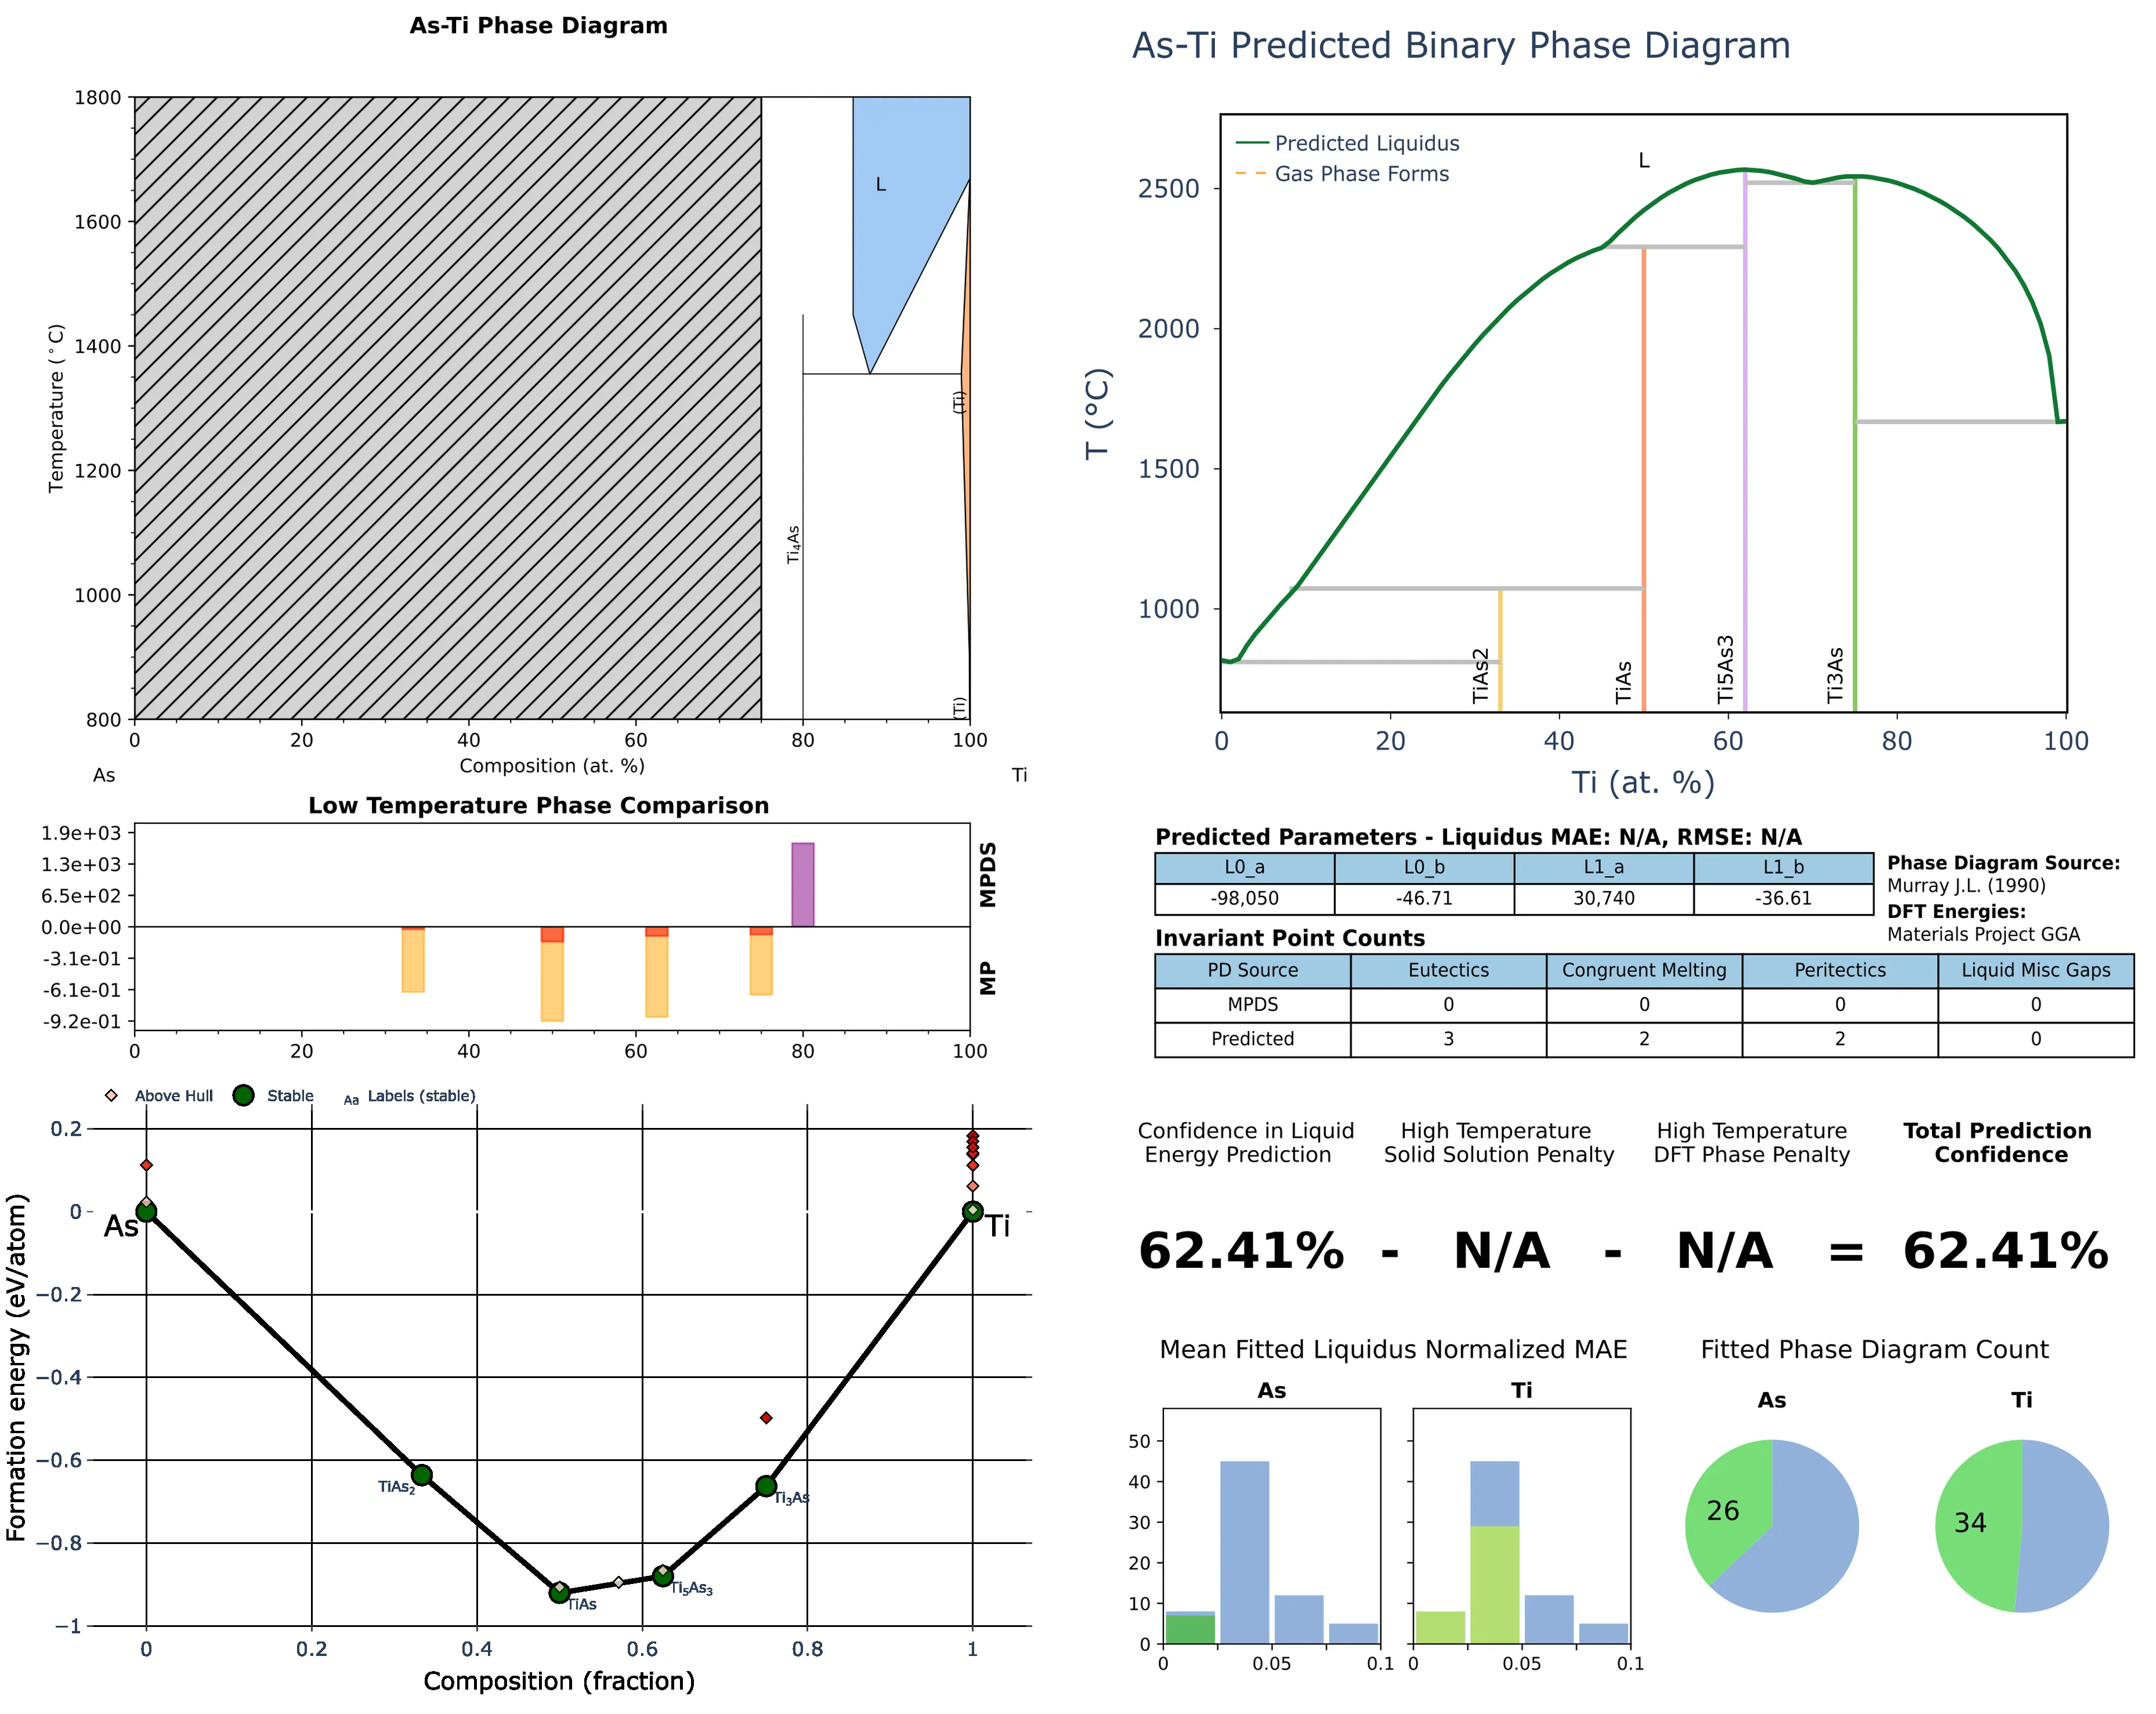 As-Ti Phase Diagram
1800
1600
1400
1200
1000
800
Temperature (°C)
L
(Ti)
(Ti)
Ti4As
0 20 40 60 80 100
Composition (at. %)
As Ti
Low Temperature Phase Comparison
1.9e+03
1.3e+03
6.5e+02
0.0e+00
-3.1e-01
-6.1e-01
-9.2e-01
MPDS
MP
0 20 40 60 80 100
Above Hull Stable Aa Labels (stable)
0.2
0
−0.2
−0.4
−0.6
−0.8
−1
Formation energy (eV/atom)
As
Ti
TiAs2
Ti3As
Ti5As3
TiAs
0 0.2 0.4 0.6 0.8 1
Composition (fraction)
As-Ti Predicted Binary Phase Diagram
Predicted Liquidus
Gas Phase Forms
L
2500
2000
1500
1000
T (°C)
TiAs2
TiAs
Ti5As3
Ti3As
0 20 40 60 80 100
Ti (at. %)
Predicted Parameters - Liquidus MAE: N/A, RMSE: N/A
L0_a L0_b L1_a L1_b
-98,050 -46.71 30,740 -36.61
Phase Diagram Source:
Murray J.L. (1990)
DFT Energies:
Materials Project GGA
Invariant Point Counts
PD Source Eutectics Congruent Melting Peritectics Liquid Misc Gaps
MPDS 0 0 0 0
Predicted 3 2 2 0
Confidence in Liquid
Energy Prediction
High Temperature
Solid Solution Penalty
High Temperature
DFT Phase Penalty
Total Prediction
Confidence
62.41% - N/A - N/A = 62.41%
Mean Fitted Liquidus Normalized MAE
As Ti
50
40
30
20
10
0
0 0.05 0.1 0 0.05 0.1
Fitted Phase Diagram Count
As Ti
26 34